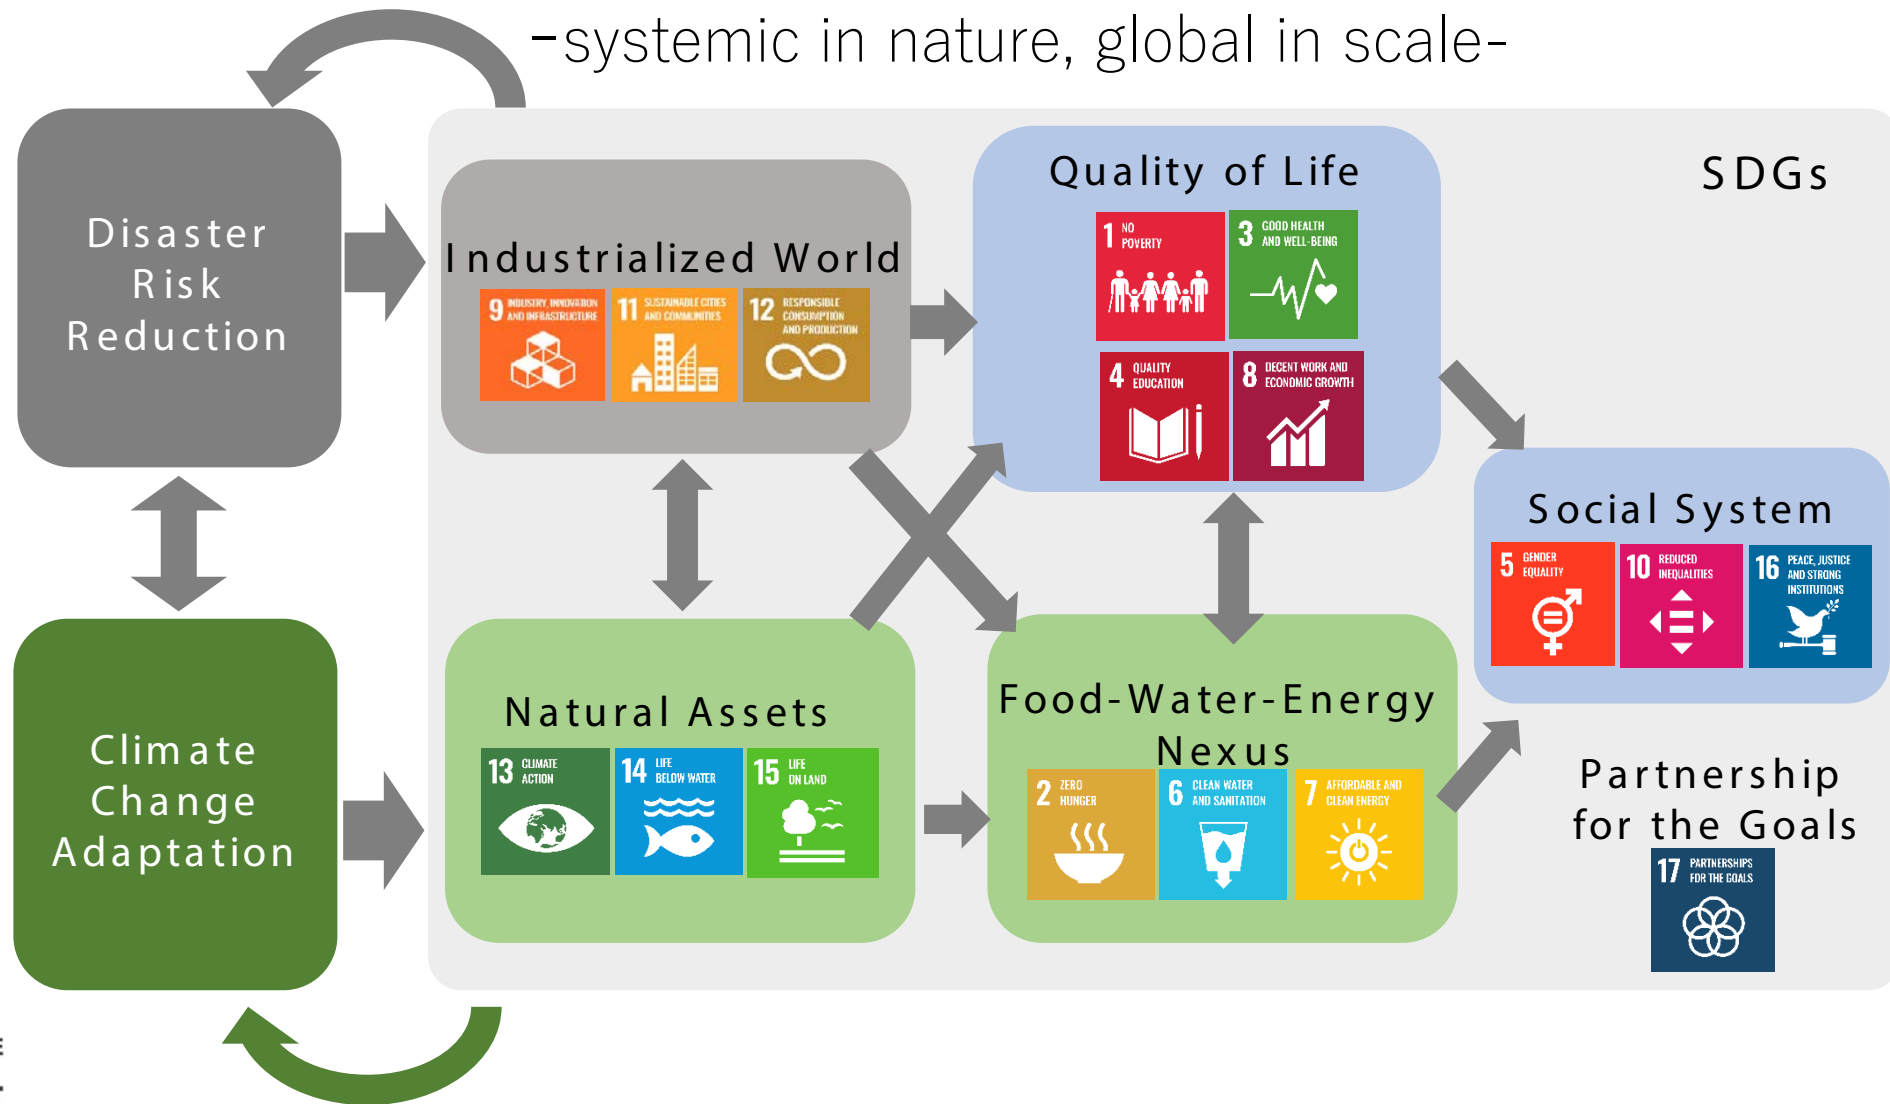 -systemic in nature, global in scale-
Disaster
Risk
Reduction
Climate
Change
Adaptation
SDGs
Industrialized World
9 INDUSTRY, INNOVATION
AND INFRASTRUCTURE
11 SUSTAINABLE CITIES
AND COMMUNITIES
12 RESPONSIBLE
CONSUMPTION
AND PRODUCTION
Quality of Life
1 NO
POVERTY
3 GOOD HEALTH
AND WELL-BEING
4 QUALITY
EDUCATION
8 DECENT WORK AND
ECONOMIC GROWTH
Social System
5 GENDER
EQUALITY
10 REDUCED
INEQUALITIES
16 PEACE, JUSTICE
AND STRONG
INSTITUTIONS
Natural Assets
13 CLIMATE
ACTION
14 LIFE
BELOW WATER
15 LIFE
ON LAND
Food-Water-Energy
Nexus
2 ZERO
HUNGER
6 CLEAN WATER
AND SANITATION
7 AFFORDABLE AND
CLEAN ENERGY
Partnership
for the Goals
17 PARTNERSHIPS
FOR THE GOALS